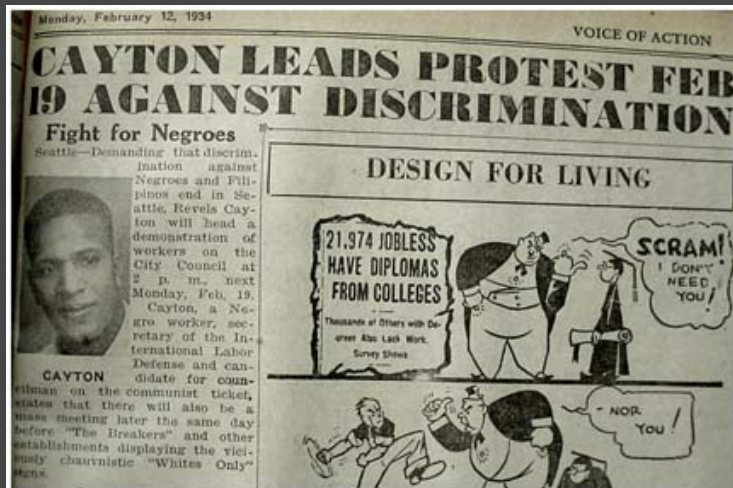 Monday, February 12, 1934
VOICE OF ACTION
CAYTON LEADS PROTEST FEB
19 AGAINST DISCRIMINATION
Fight for Negroes
Seattle—Demanding that discrim-
ination against
Negroes and Fili-
pinos end in Se-
attle, Revels Cay-
ton will head a
demonstration of
workers on the
City Council at
2 p. m., next
Monday, Feb. 19.
Cayton, a Ne-
gro worker, sec-
retary of the In-
ternational Labor
Defense and can-
didate for coun-
CAYTON
cilman on the communist ticket,
states that there will also be a
mass meeting later the same day
before "The Breakers" and other
establishments displaying the vici-
ously chauvnistic "Whites Only"
signs.
DESIGN FOR LIVING
21,974 JOBLESS
HAVE DIPLOMAS
FROM COLLEGES
Thousands of Others with De-
grees Also Lack Work,
Survey Shows
SCRAM!
I DON'T
NEED
YOU!
- NOR
YOU!